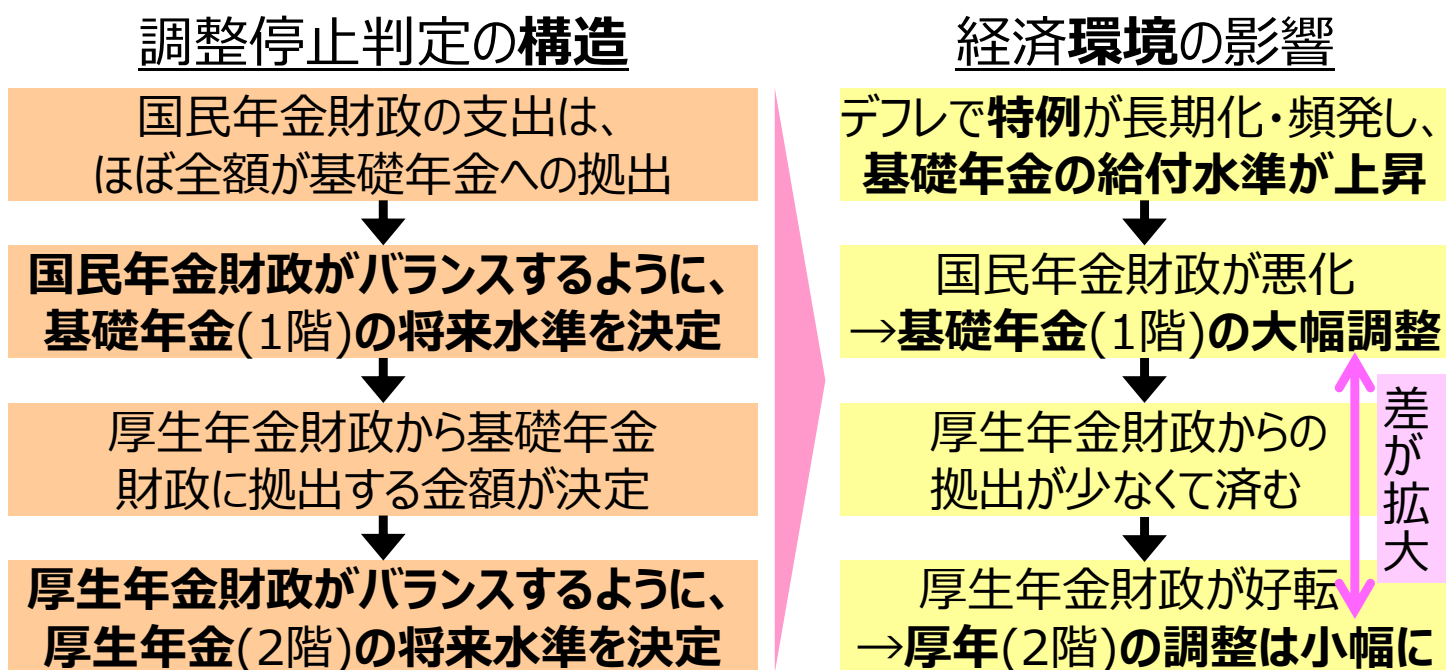 調整停止判定の構造
国民年金財政の支出は、
ほぼ全額が基礎年金への拠出
国民年金財政がバランスするように、
基礎年金(1階)の将来水準を決定
厚生年金財政から基礎年金
財政に拠出する金額が決定
厚生年金財政がバランスするように、
厚生年金(2階)の将来水準を決定
経済環境の影響
デフレで特例が長期化・頻発し、
基礎年金の給付水準が上昇
国民年金財政が悪化
→基礎年金(1階)の大幅調整
厚生年金財政からの
拠出が少なくて済む
厚生年金財政が好転
→厚年(2階)の調整は小幅に
差が拡大